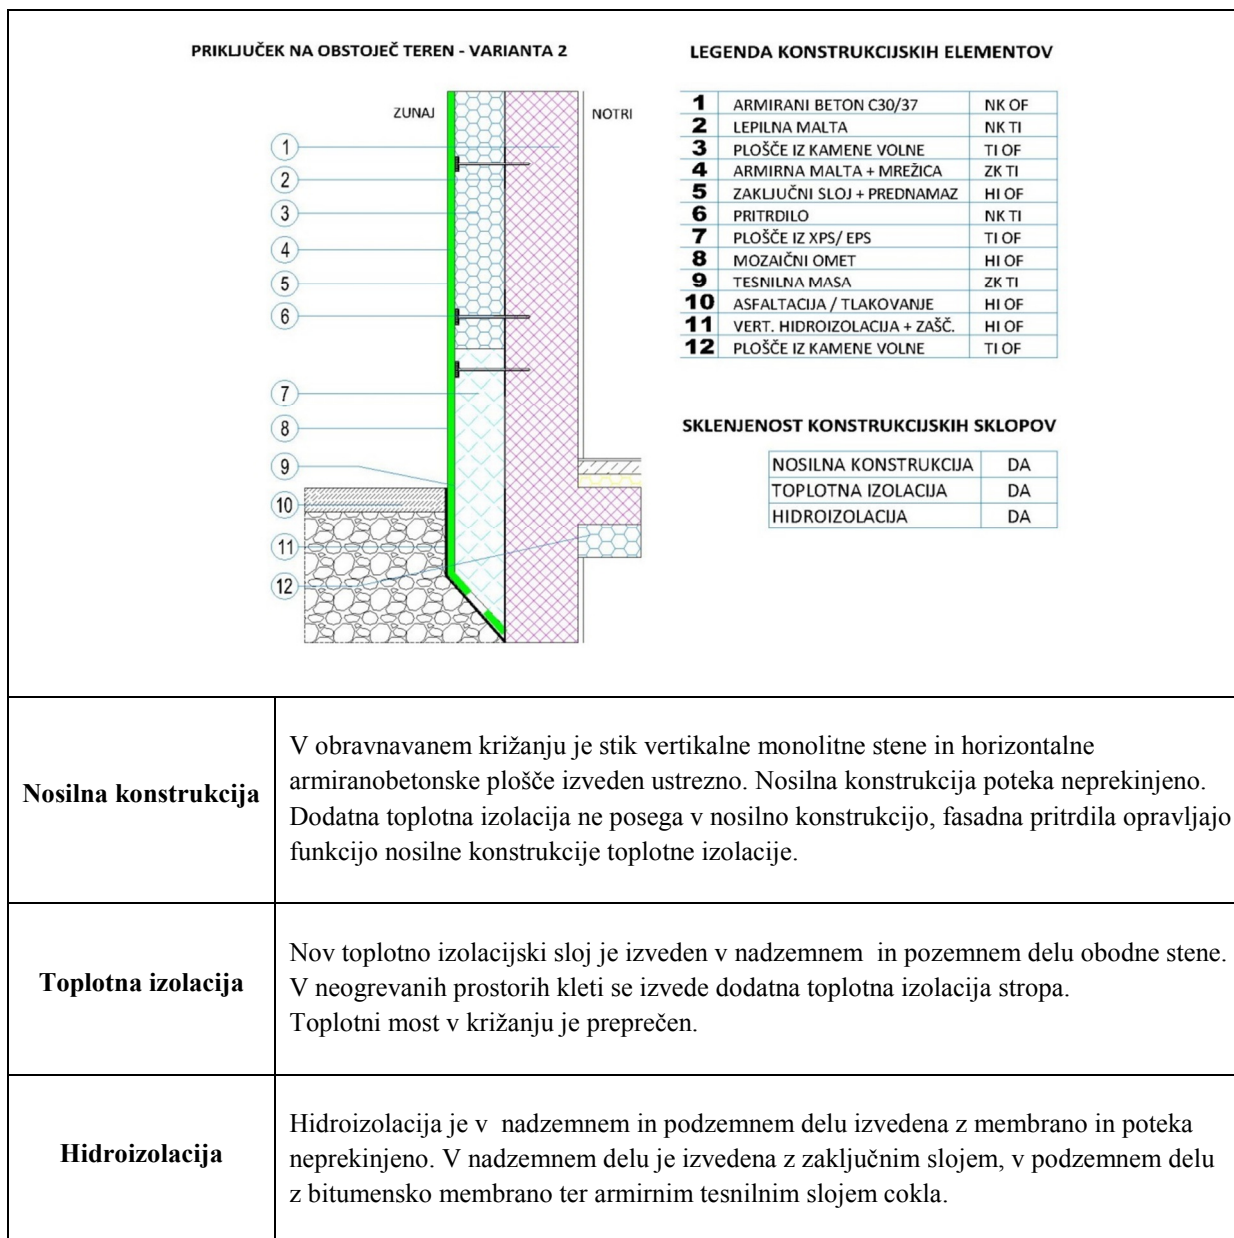 PRIKLJUČEK NA OBSTOJEČ TEREN - VARIANTA 2
ZUNAJ
NOTRI
1
2
3
4
5
6
7
8
9
10
11
12
LEGENDA KONSTRUKCIJSKIH ELEMENTOV
1 ARMIRANI BETON C30/37 NK OF
2 LEPILNA MALTA NK TI
3 PLOŠČE IZ KAMENE VOLNE TI OF
4 ARMIRNA MALTA + MREŽICA ZK TI
5 ZAKLJUČNI SLOJ + PREDNAMAZ HI OF
6 PRITRDILO NK TI
7 PLOŠČE IZ XPS/ EPS TI OF
8 MOZAIČNI OMET HI OF
9 TESNILNA MASA ZK TI
10 ASFALTACIJA / TLAKOVANJE HI OF
11 VERT. HIDROIZOLACIJA + ZAŠČ. HI OF
12 PLOŠČE IZ KAMENE VOLNE TI OF
SKLENJENOST KONSTRUKCIJSKIH SKLOPOV
NOSILNA KONSTRUKCIJA DA
TOPLOTNA IZOLACIJA DA
HIDROIZOLACIJA DA
Nosilna konstrukcija
V obravnavanem križanju je stik vertikalne monolitne stene in horizontalne
armiranobetonske plošče izveden ustrezno. Nosilna konstrukcija poteka neprekinjeno.
Dodatna toplotna izolacija ne posega v nosilno konstrukcijo, fasadna pritrdila opravljajo
funkcijo nosilne konstrukcije toplotne izolacije.
Toplotna izolacija
Nov toplotno izolacijski sloj je izveden v nadzemnem in pozemnem delu obodne stene.
V neogrevanih prostorih kleti se izvede dodatna toplotna izolacija stropa.
Toplotni most v križanju je preprečen.
Hidroizolacija
Hidroizolacija je v nadzemnem in podzemnem delu izvedena z membrano in poteka
neprekinjeno. V nadzemnem delu je izvedena z zaključnim slojem, v podzemnem delu
z bitumensko membrano ter armirnim tesnilnim slojem cokla.